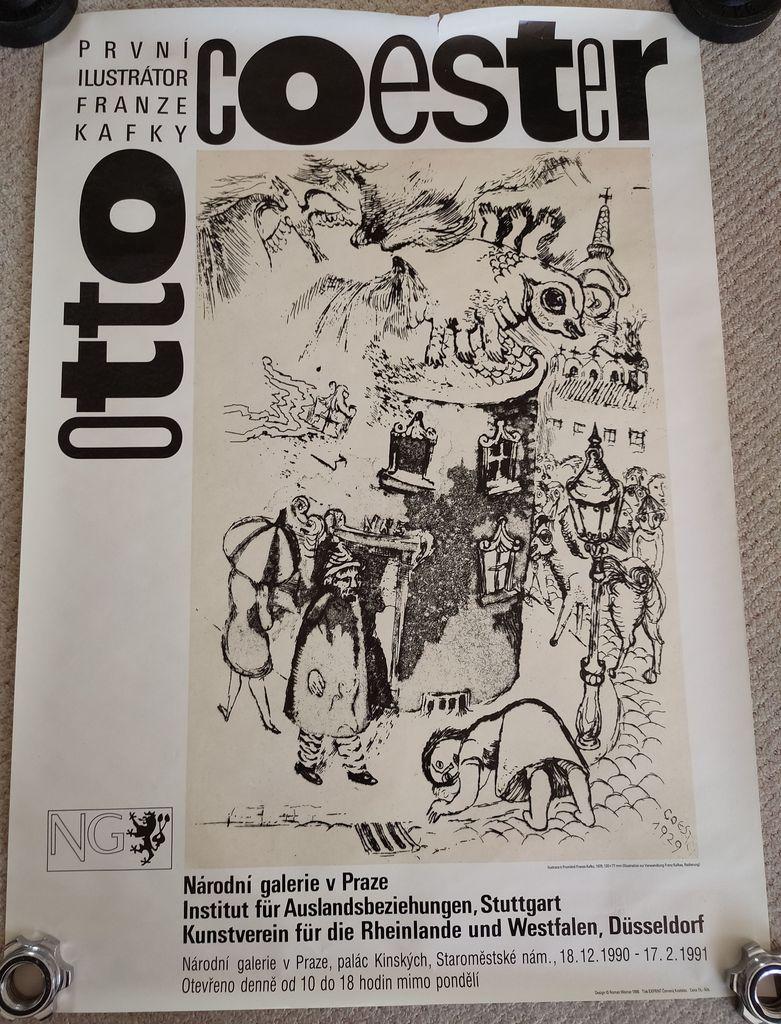 PRVNÍ
ILUSTRÁTOR
FRANZE
KAFKY
otto
coester
COESTER
1929
NG
Národní galerie v Praze
Institut für Auslandsbeziehungen, Stuttgart
Kunstverein für die Rheinlande und Westfalen, Düsseldorf
Národní galerie v Praze, palác Kinských, Staroměstské nám., 18.12.1990 - 17.2.1991
Otevřeno denně od 10 do 18 hodin mimo pondělí